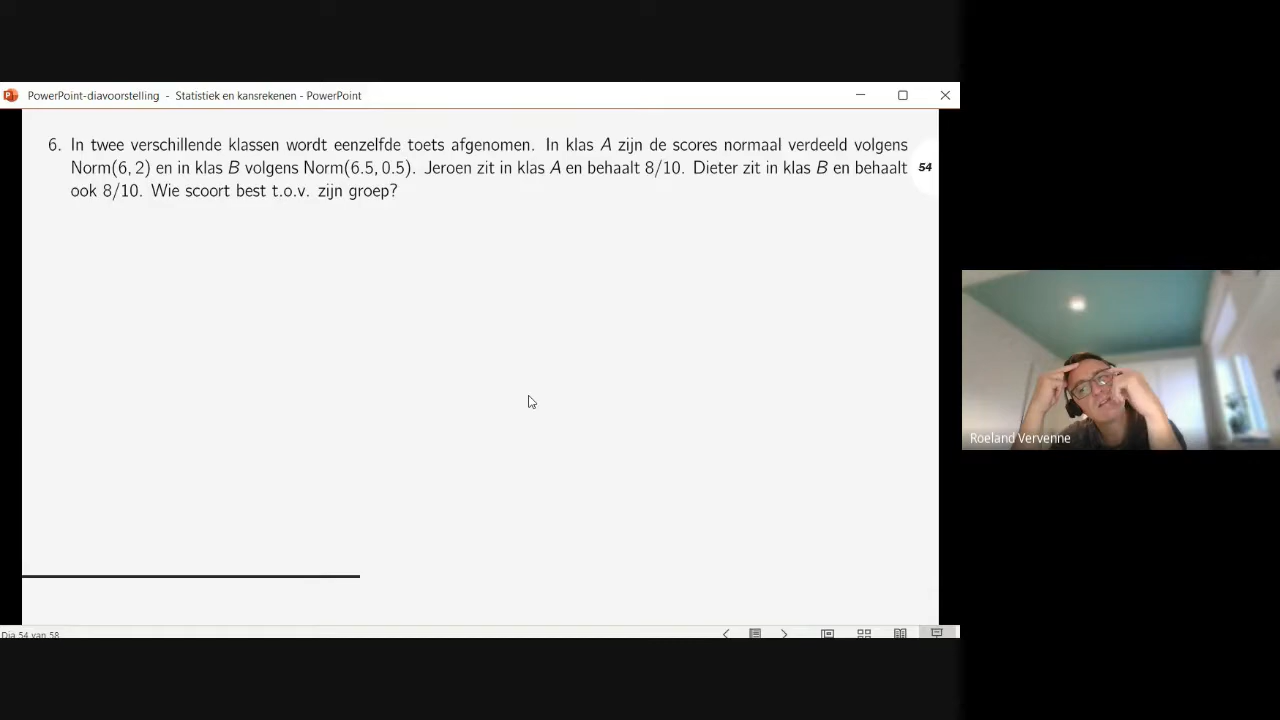 PowerPoint-diavoorstelling - Statistiek en kansrekenen - PowerPoint
6. In twee verschillende klassen wordt eenzelfde toets afgenomen. In klas A zijn de scores normaal verdeeld volgens
Norm(6, 2) en in klas B volgens Norm(6.5, 0.5). Jeroen zit in klas A en behaalt 8/10. Dieter zit in klas B en behaalt
ook 8/10. Wie scoort best t.o.v. zijn groep?
54
Roeland Vervenne
Dia 54 van 58